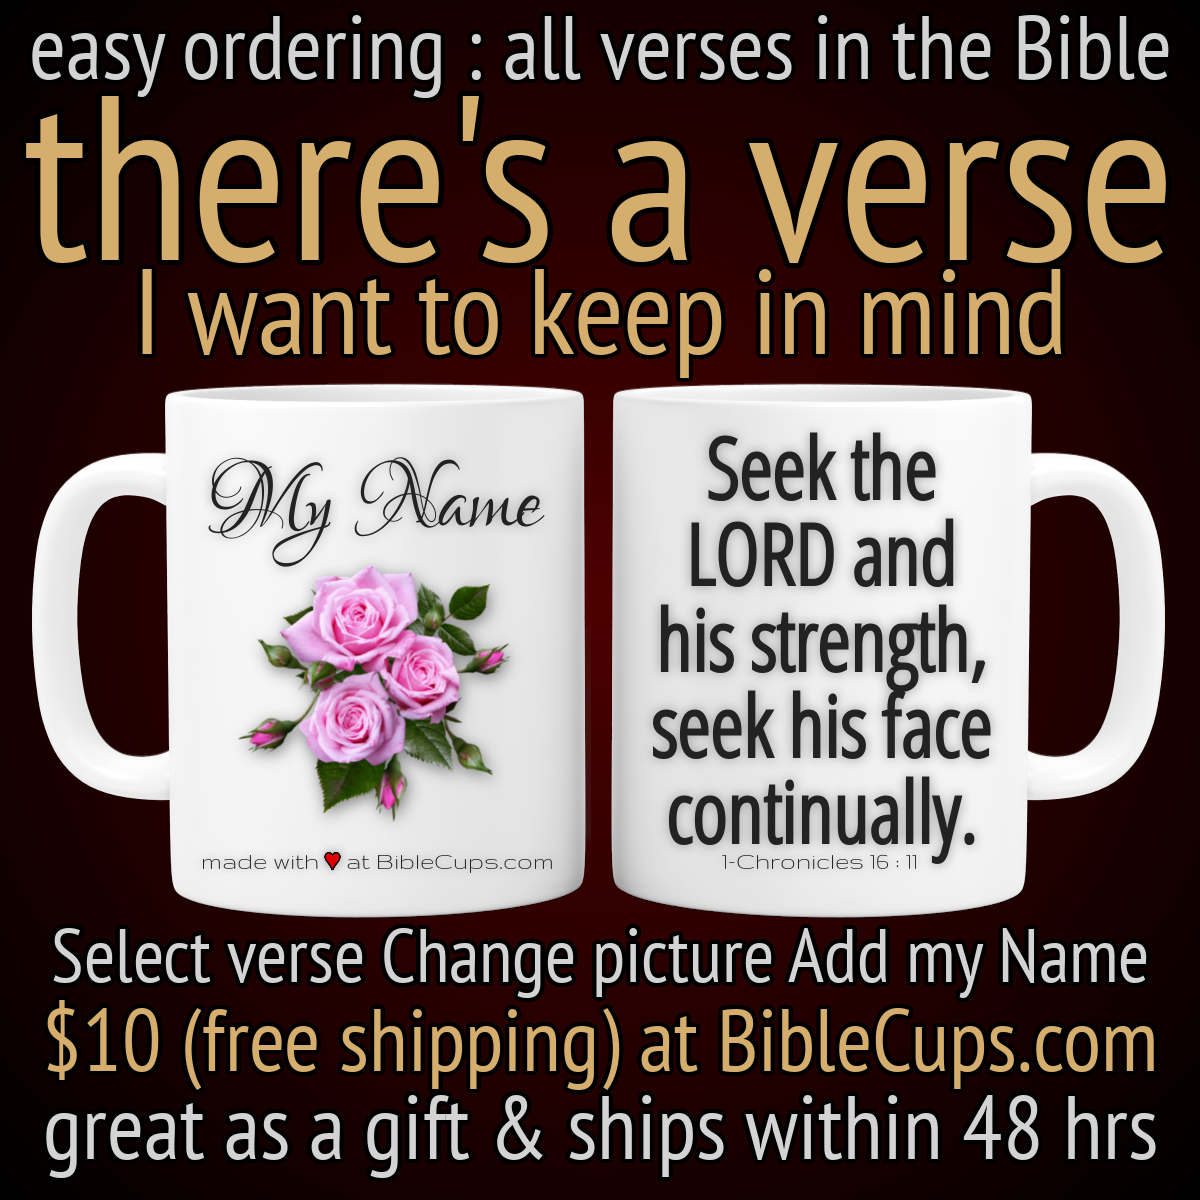 easy ordering : all verses in the Bible
there's a verse
I want to keep in mind
My Name
made with ♥ at BibleCups.com
Seek the
LORD and
his strength,
seek his face
continually.
1-Chronicles 16 : 11
Select verse Change picture Add my Name
$10 (free shipping) at BibleCups.com
great as a gift & ships within 48 hrs